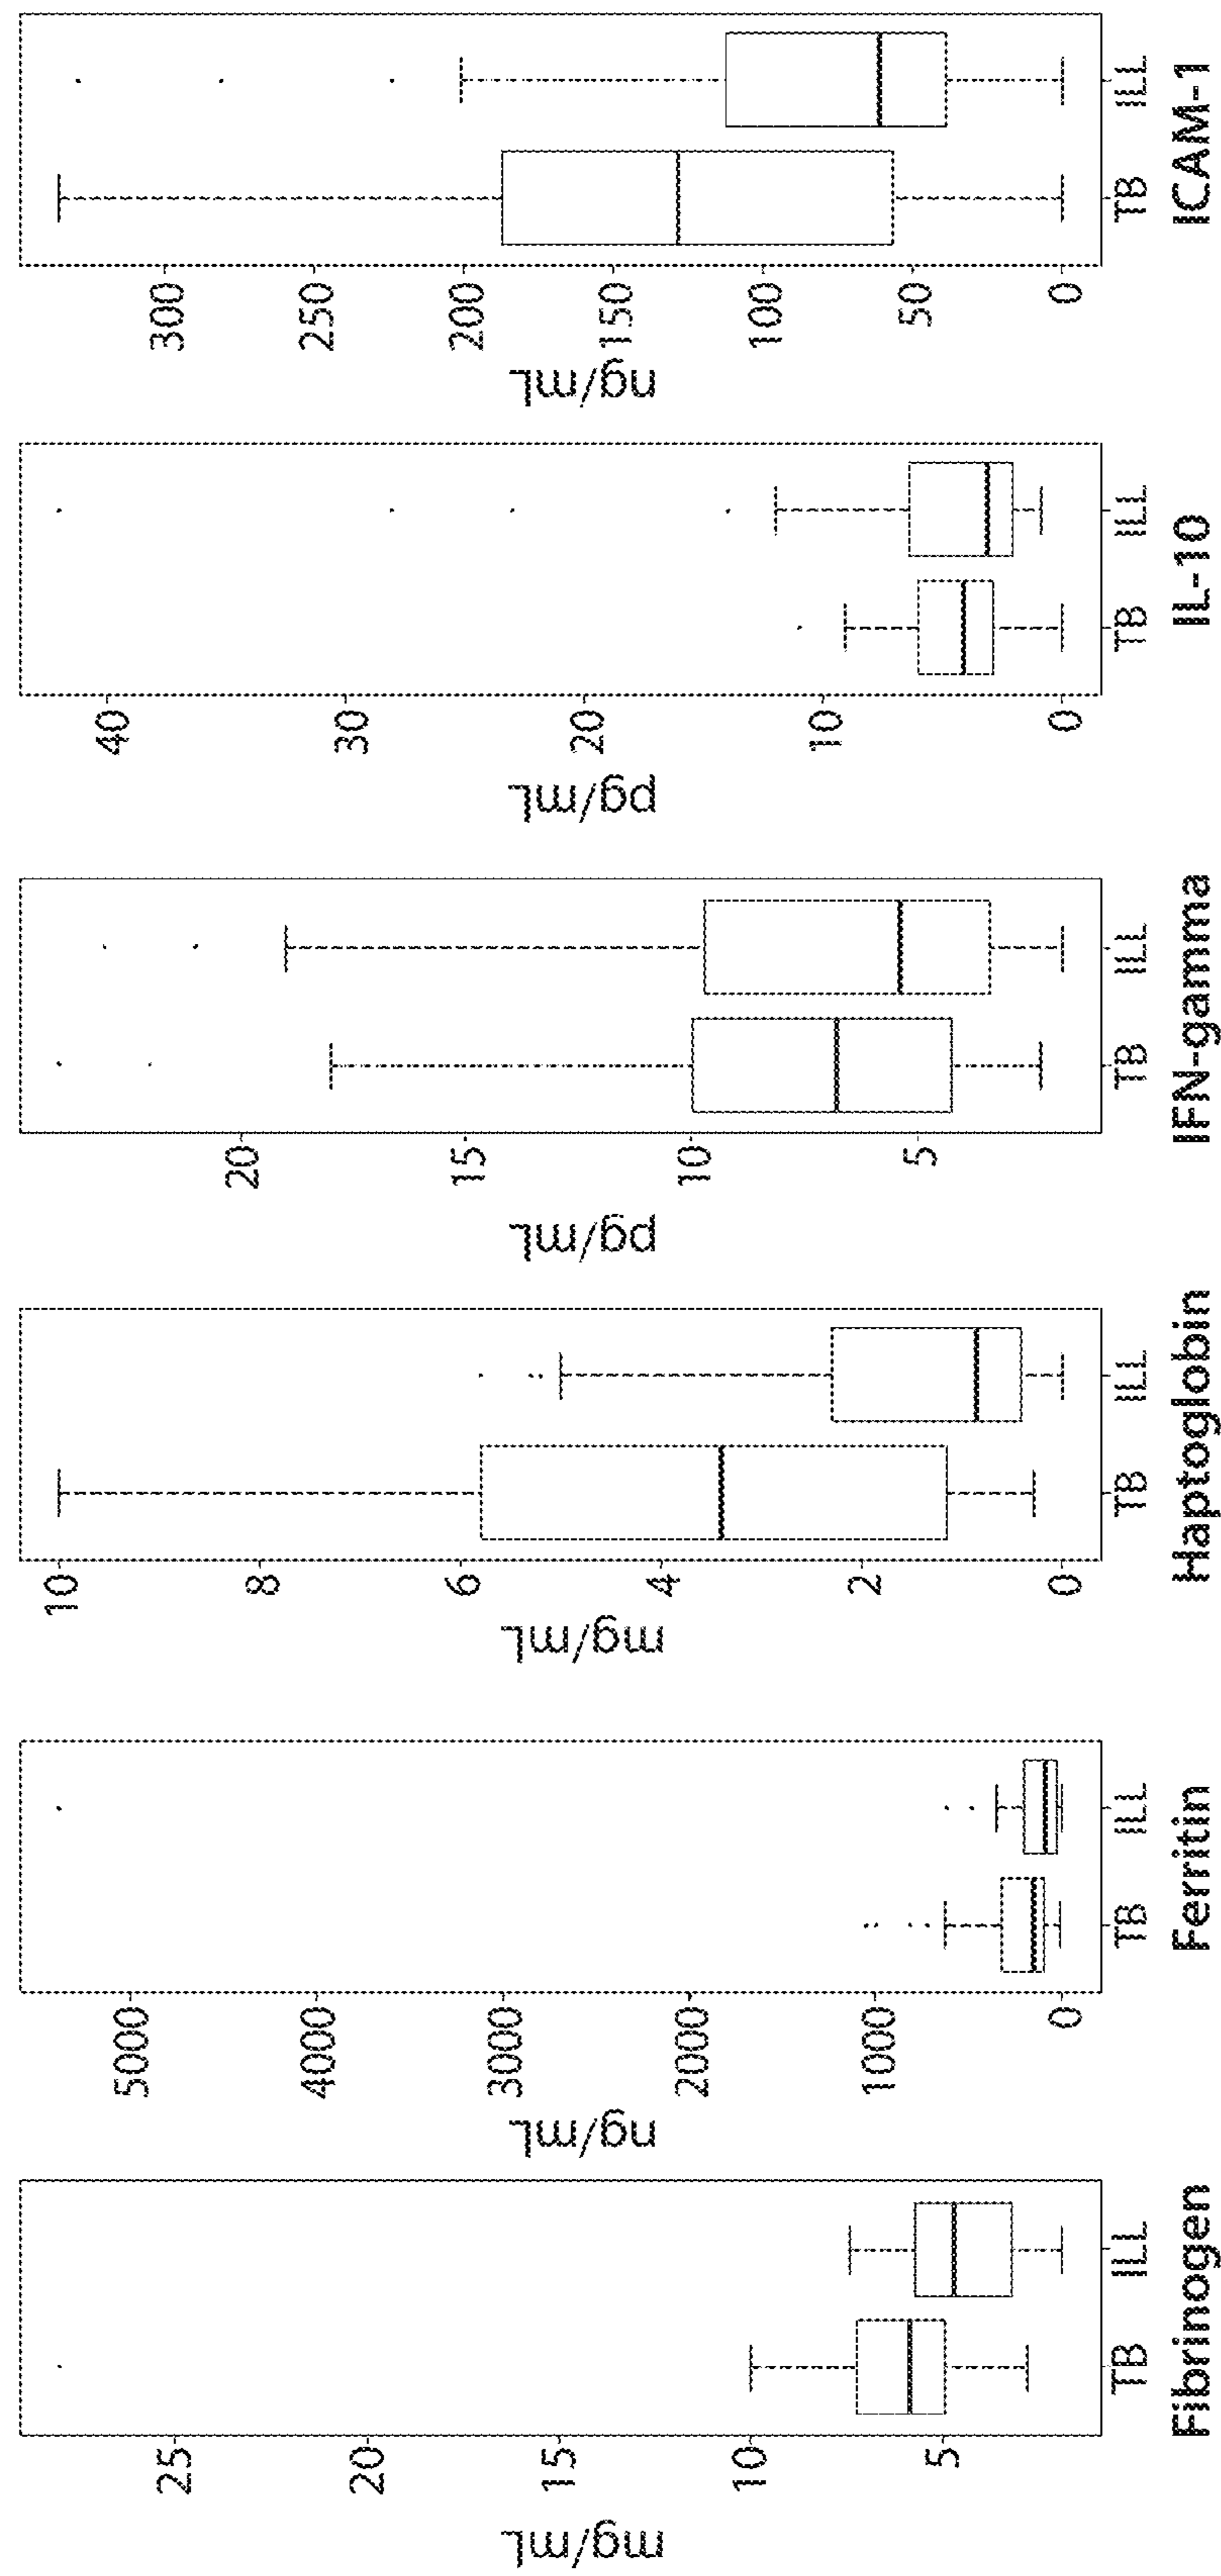 mg/mL
25
20
15
10
5
TB ILL
Fibrinogen
ng/mL
5000
4000
3000
2000
1000
0
TB ILL
Ferritin
mg/mL
10
8
6
4
2
0
TB ILL
Haptoglobin
pg/mL
20
15
10
5
TB ILL
IFN-gamma
pg/mL
40
30
20
10
0
TB ILL
IL-10
ng/mL
300
250
200
150
100
50
0
TB ILL
ICAM-1